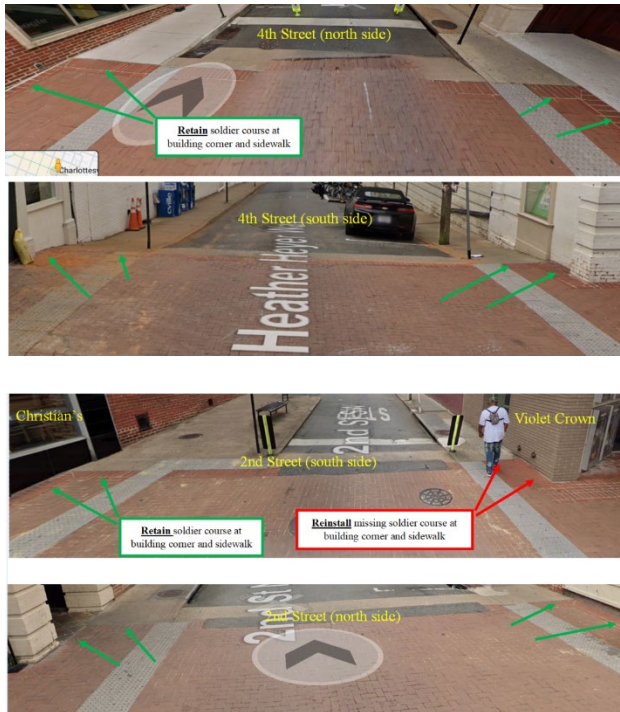 4th Street (north side)
Retain soldier course at
building corner and sidewalk
Charlottes
4th Street (south side)
Heather Heye
Christian's
2nd St
Violet Crown
2nd Street (south side)
Retain soldier course at
building corner and sidewalk
Reinstall missing soldier course at
building corner and sidewalk
2nd St N
2nd Street (north side)